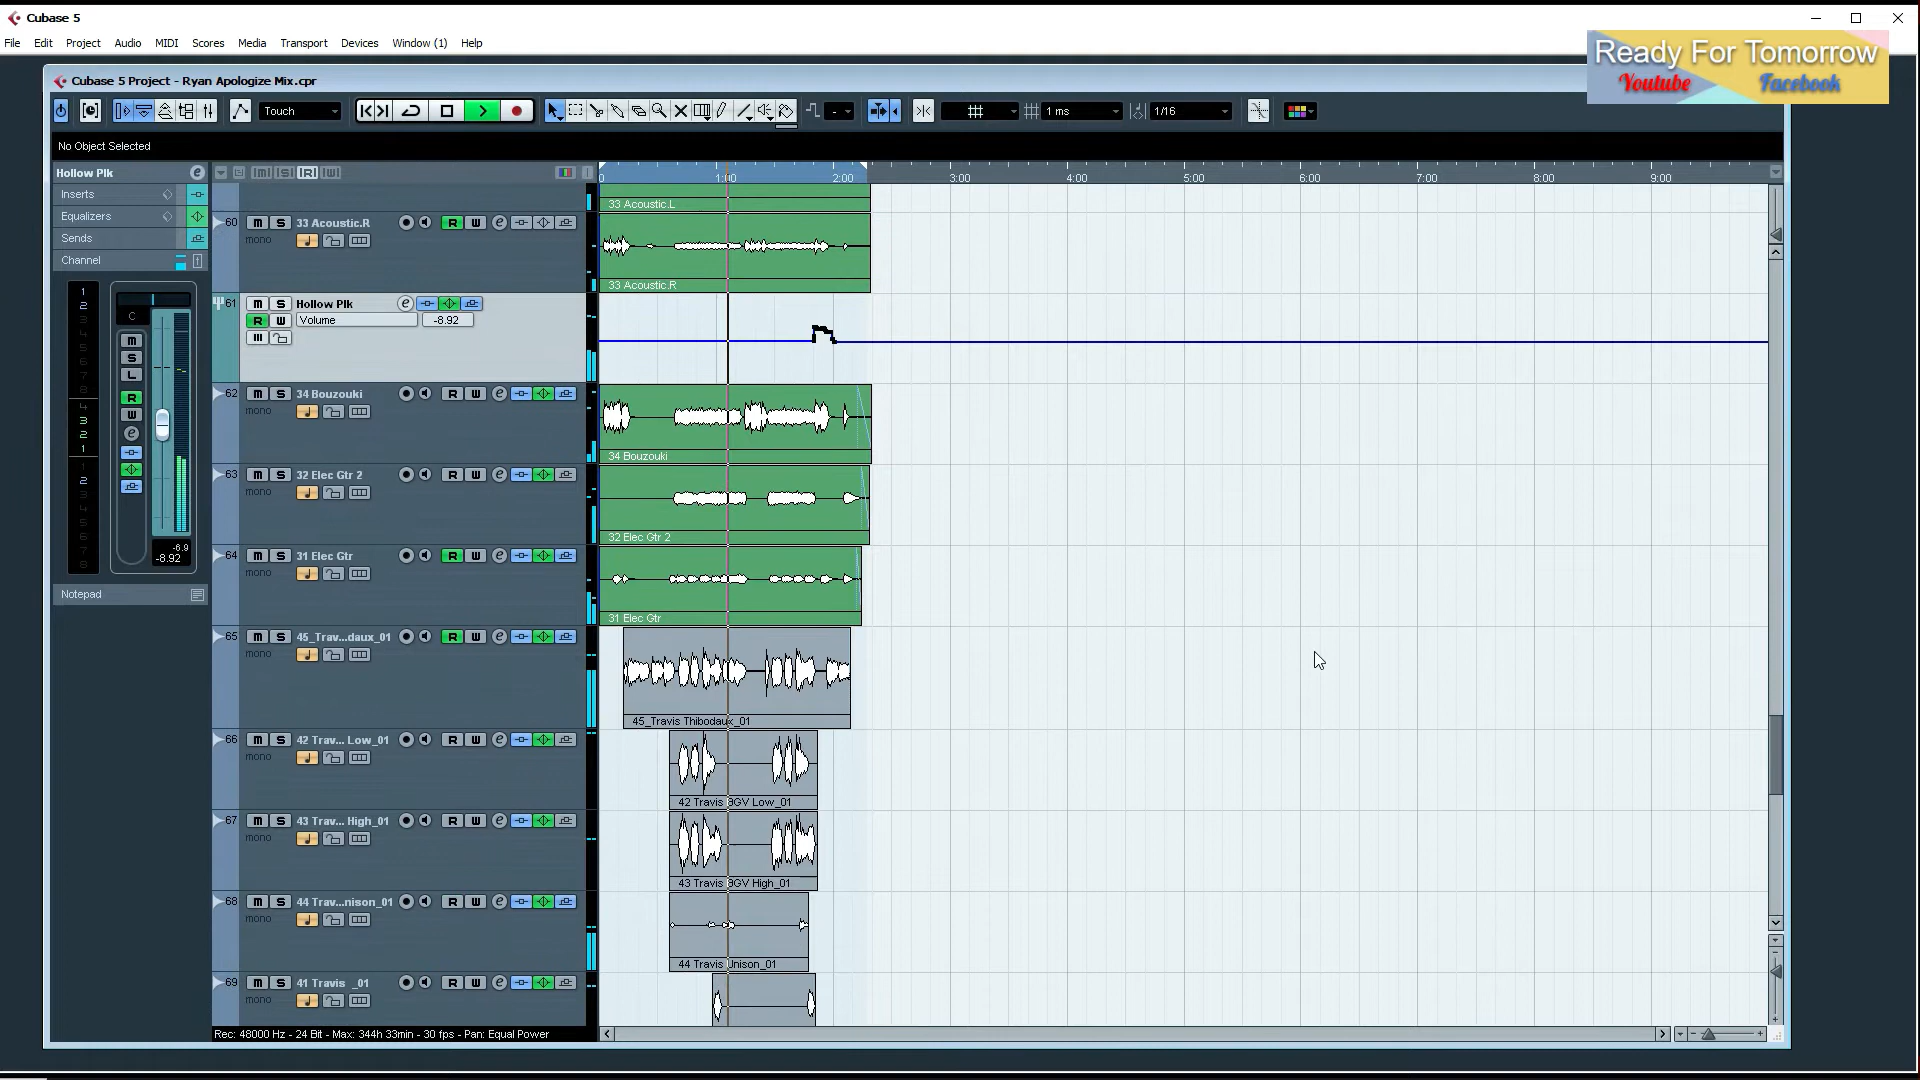 Cubase 5
File Edit Project Audio MIDI Scores Media Transport Devices Window (1) Help
Ready For Tomorrow
Youtube Facebook
Cubase 5 Project - Ryan Apologize Mix.cpr
Touch - 1 ms 1/16
No Object Selected
Hollow Plk
Inserts
Equalizers
Sends
Channel
C
M
S
L
R
W
-6.9
-8.92
Notepad
0 1:00 2:00 3:00 4:00 5:00 6:00 7:00 8:00 9:00
33 Acoustic.L
60 M S 33 Acoustic.R R W
mono
33 Acoustic.R
61 M S Hollow Plk
R W Volume -8.92
62 M S 34 Bouzouki R W
mono
34 Bouzouki
63 M S 32 Elec Gtr 2 R W
mono
32 Elec Gtr 2
64 M S 31 Elec Gtr R W
mono
31 Elec Gtr
65 M S 45_Trav...daux_01 R W
mono
45_Travis Thibodaux_01
66 M S 42 Trav... Low_01 R W
mono
42 Travis BGV Low_01
67 M S 43 Trav... High_01 R W
mono
43 Travis BGV High_01
68 M S 44 Trav...nison_01 R W
mono
44 Travis Unison_01
69 M S 41 Travis _01 R W
mono
Rec: 48000 Hz - 24 Bit - Max: 344h 33min - 30 fps - Pan: Equal Power